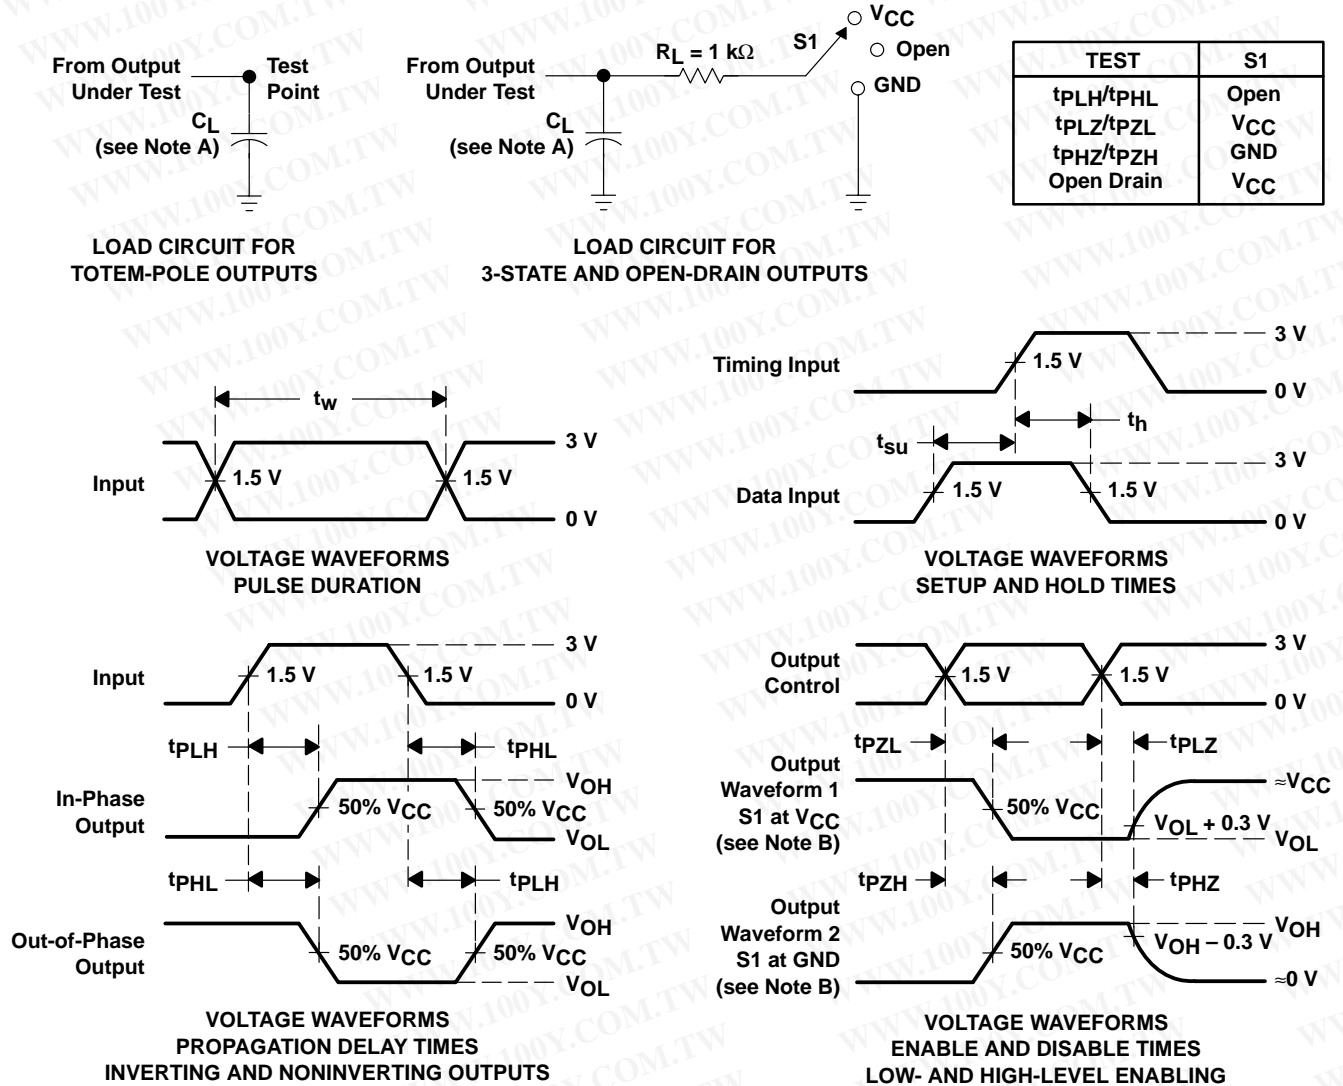 From Output
Under Test
Test
Point
CL
(see Note A)
LOAD CIRCUIT FOR
TOTEM-POLE OUTPUTS
From Output
Under Test
RL = 1 kΩ
S1
VCC
Open
GND
CL
(see Note A)
LOAD CIRCUIT FOR
3-STATE AND OPEN-DRAIN OUTPUTS
TEST S1
tPLH/tPHL Open
tPLZ/tPZL VCC
tPHZ/tPZH GND
Open Drain VCC
tw
Input
3 V
1.5 V 1.5 V
0 V
VOLTAGE WAVEFORMS
PULSE DURATION
Timing Input
3 V
1.5 V
0 V
th
tsu
Data Input
3 V
1.5 V 1.5 V
0 V
VOLTAGE WAVEFORMS
SETUP AND HOLD TIMES
Input
3 V
1.5 V 1.5 V
0 V
tPLH tPHL
In-Phase
Output
VOH
50% VCC 50% VCC
VOL
tPHL tPLH
Out-of-Phase
Output
VOH
50% VCC 50% VCC
VOL
VOLTAGE WAVEFORMS
PROPAGATION DELAY TIMES
INVERTING AND NONINVERTING OUTPUTS
Output
Control
3 V
1.5 V 1.5 V
0 V
tPZL tPLZ
Output
Waveform 1
S1 at VCC
(see Note B)
≈VCC
50% VCC
VOL + 0.3 V
VOL
tPZH tPHZ
Output
Waveform 2
S1 at GND
(see Note B)
VOH
50% VCC
VOH – 0.3 V
≈0 V
VOLTAGE WAVEFORMS
ENABLE AND DISABLE TIMES
LOW- AND HIGH-LEVEL ENABLING
WWW.100Y.COM.TW